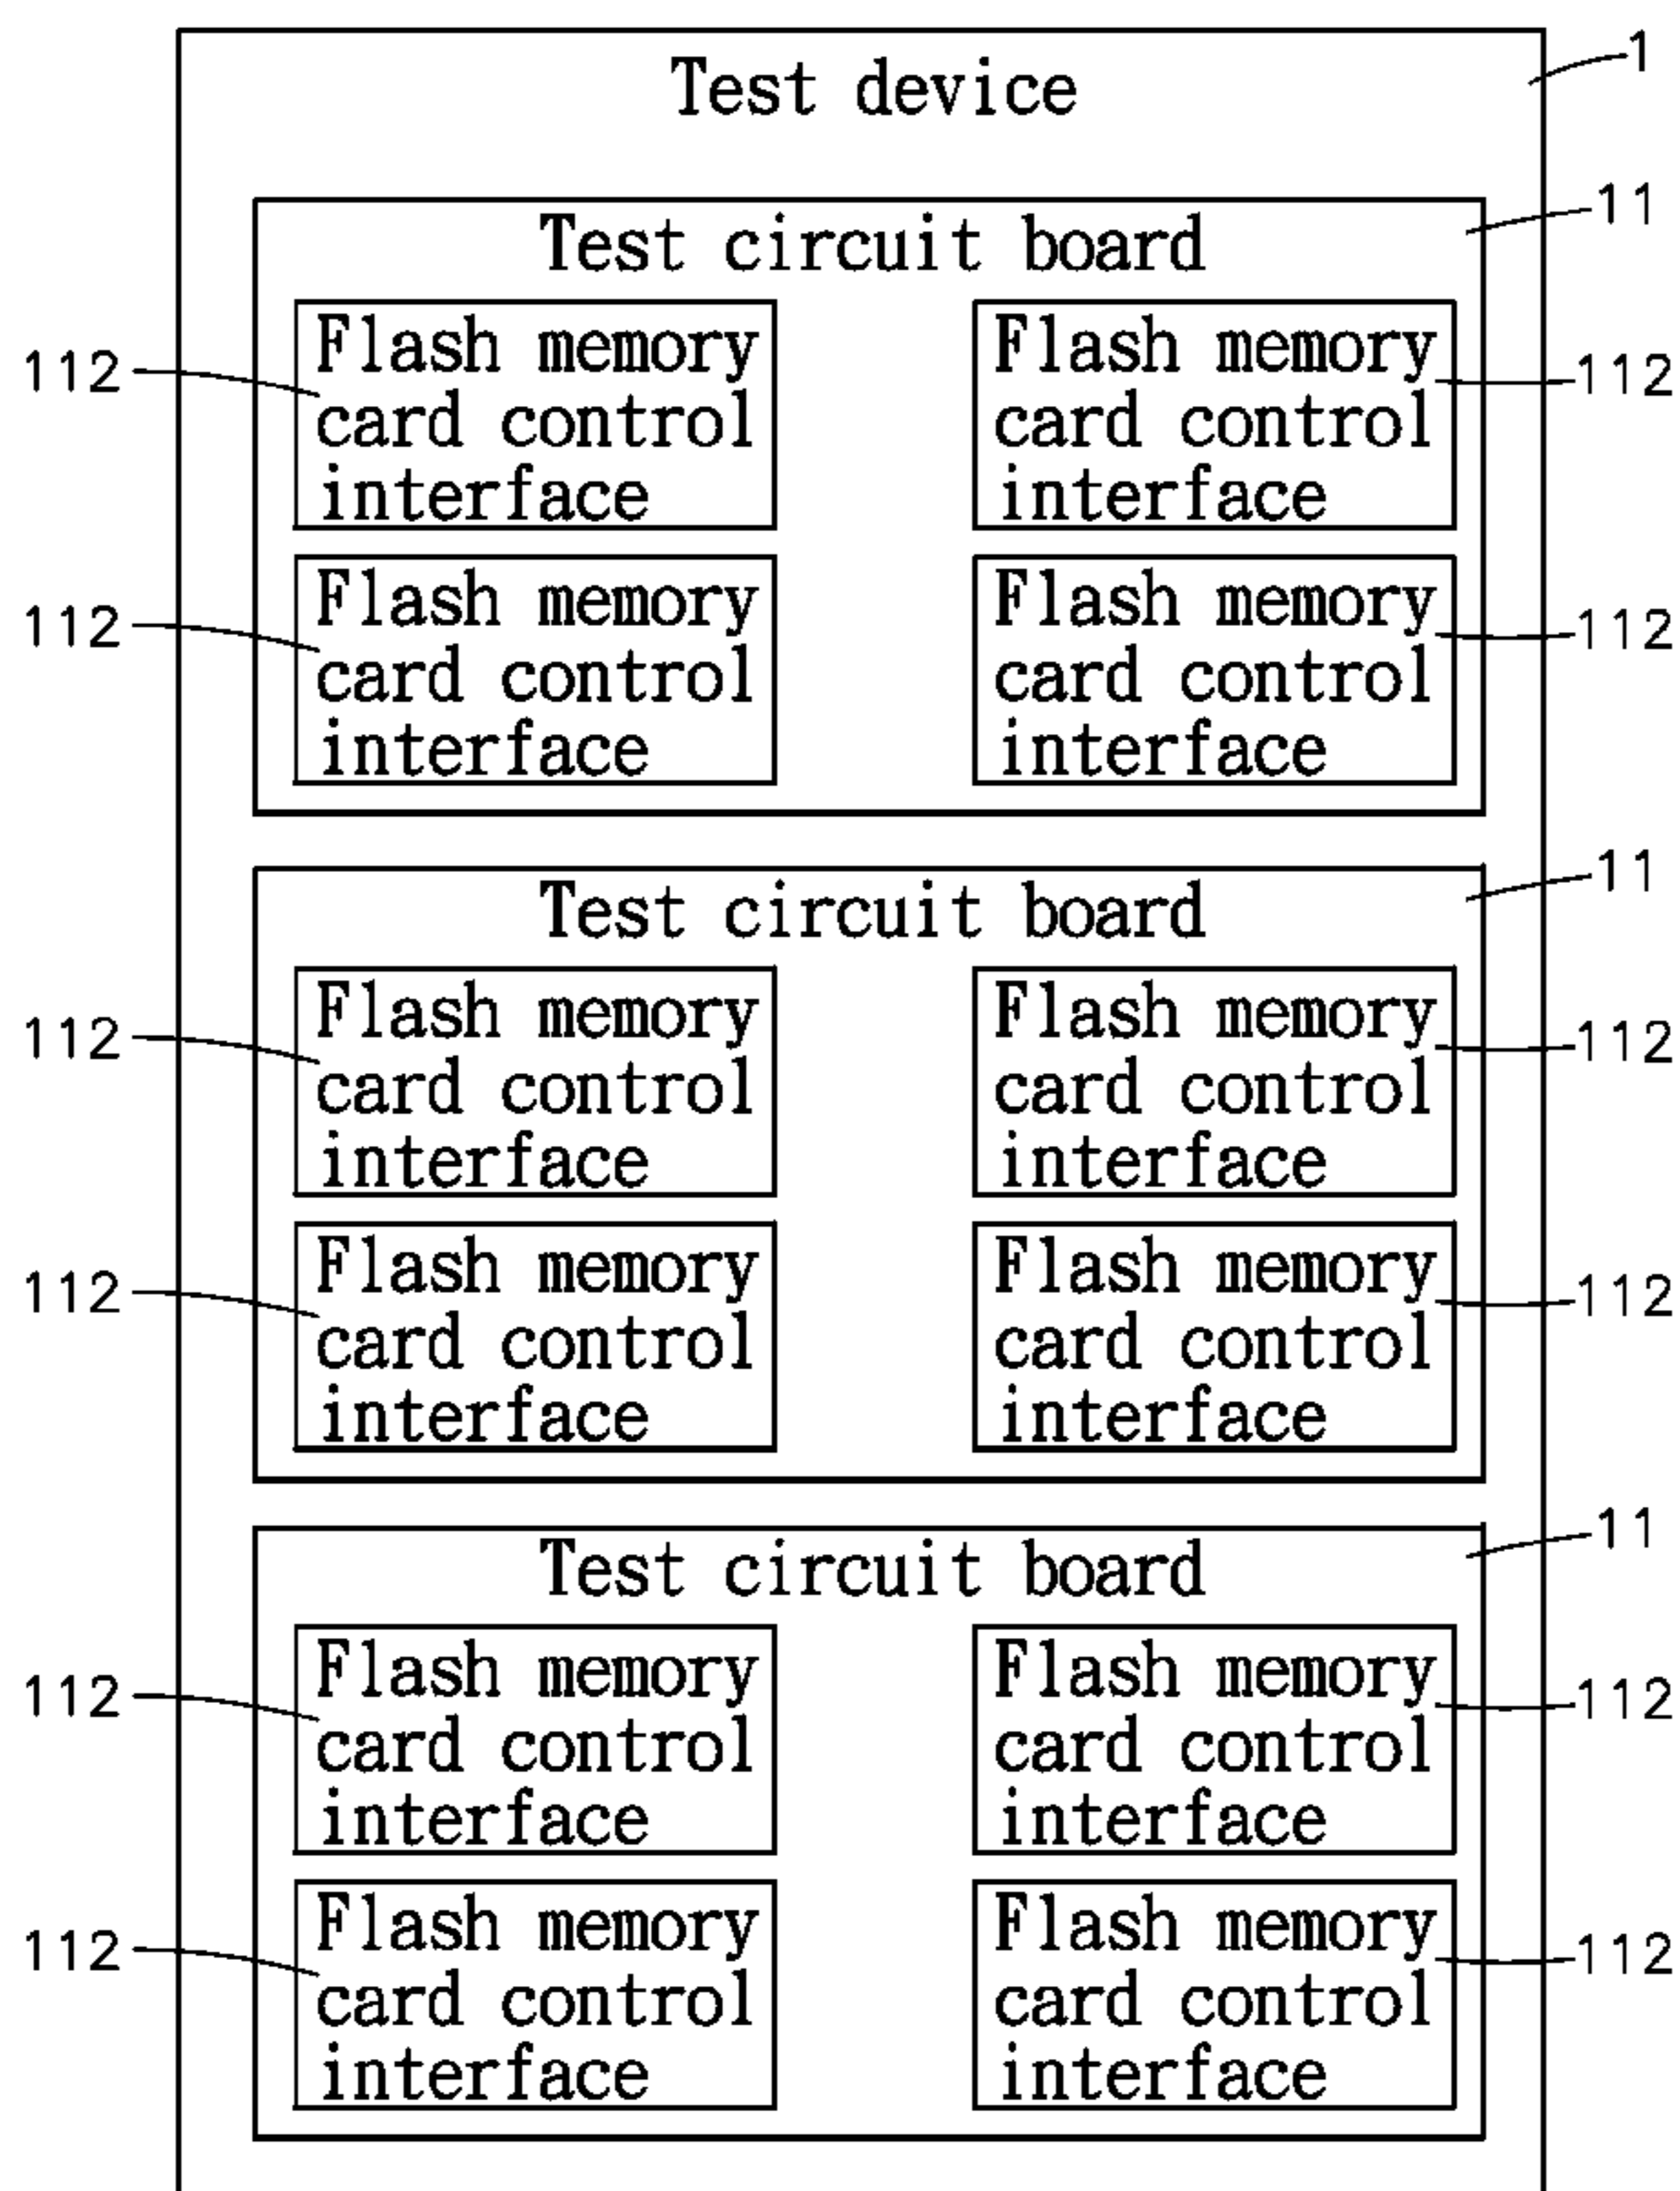 Test device
1
Test circuit board
11
Flash memory
card control
interface
112
Flash memory
card control
interface
112
Flash memory
card control
interface
112
Flash memory
card control
interface
112
Test circuit board
11
Flash memory
card control
interface
112
Flash memory
card control
interface
112
Flash memory
card control
interface
112
Flash memory
card control
interface
112
Test circuit board
11
Flash memory
card control
interface
112
Flash memory
card control
interface
112
Flash memory
card control
interface
112
Flash memory
card control
interface
112